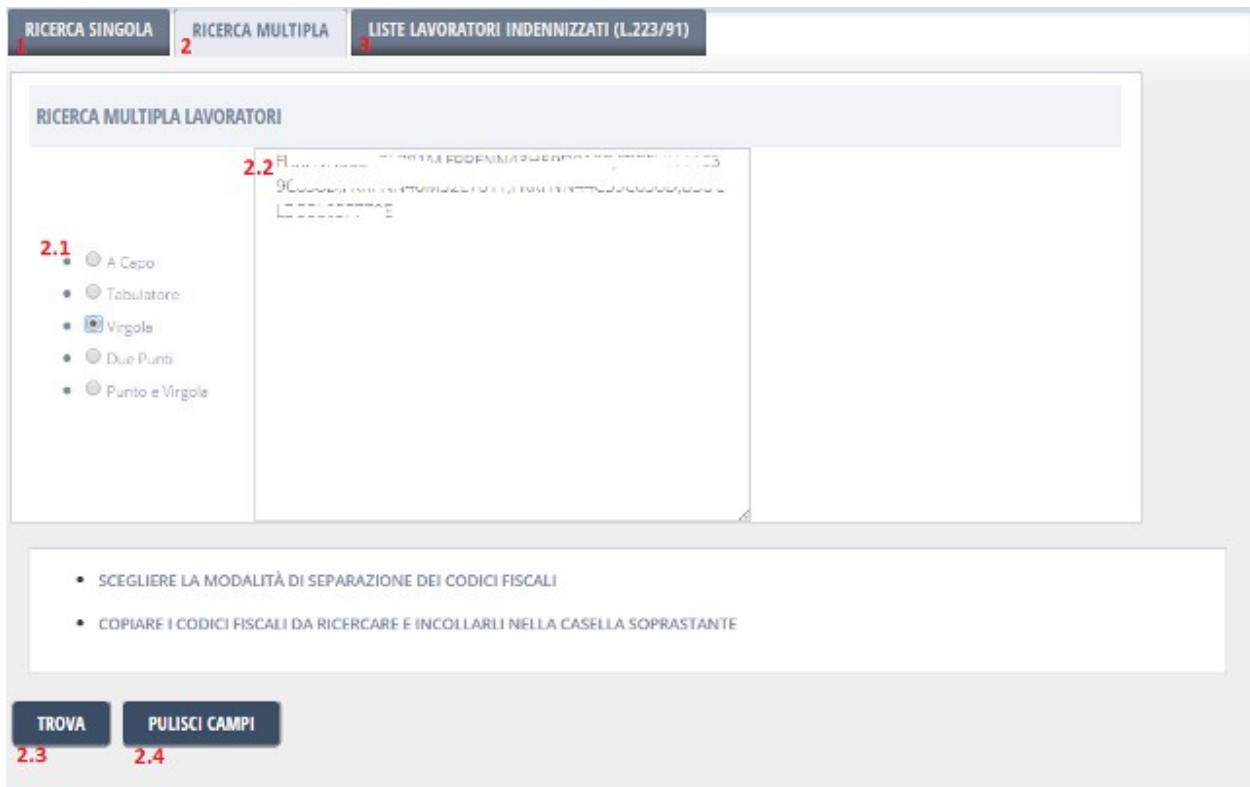 RICERCA SINGOLA
1
RICERCA MULTIPLA
2
LISTE LAVORATORI INDENNIZZATI (L.223/91)
3
RICERCA MULTIPLA LAVORATORI
2.2
2.1
A Capo
Tabulatore
Virgola
Due Punti
Punto e Virgola
SCEGLIERE LA MODALITÀ DI SEPARAZIONE DEI CODICI FISCALI
COPIARE I CODICI FISCALI DA RICERCARE E INCOLLARLI NELLA CASELLA SOPRASTANTE
TROVA
PULISCI CAMPI
2.3
2.4